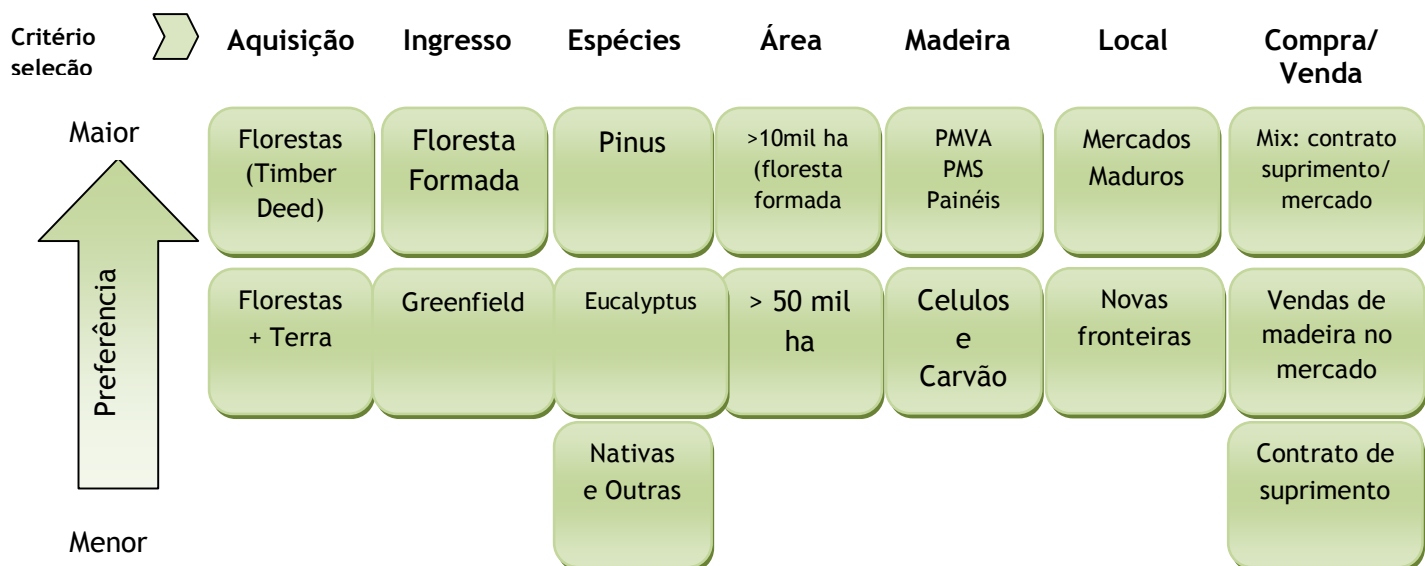 Critério
seleção
Aquisição
Ingresso
Espécies
Área
Madeira
Local
Compra/
Venda
Maior
Preferência
Menor
Florestas
(Timber
Deed)
Floresta
Formada
Pinus
>10mil ha
(floresta
formada
PMVA
PMS
Painéis
Mercados
Maduros
Mix: contrato
suprimento/
mercado
Florestas
+ Terra
Greenfield
Eucalyptus
> 50 mil
ha
Celulos
e
Carvão
Novas
fronteiras
Vendas de
madeira no
mercado
Nativas
e Outras
Contrato de
suprimento